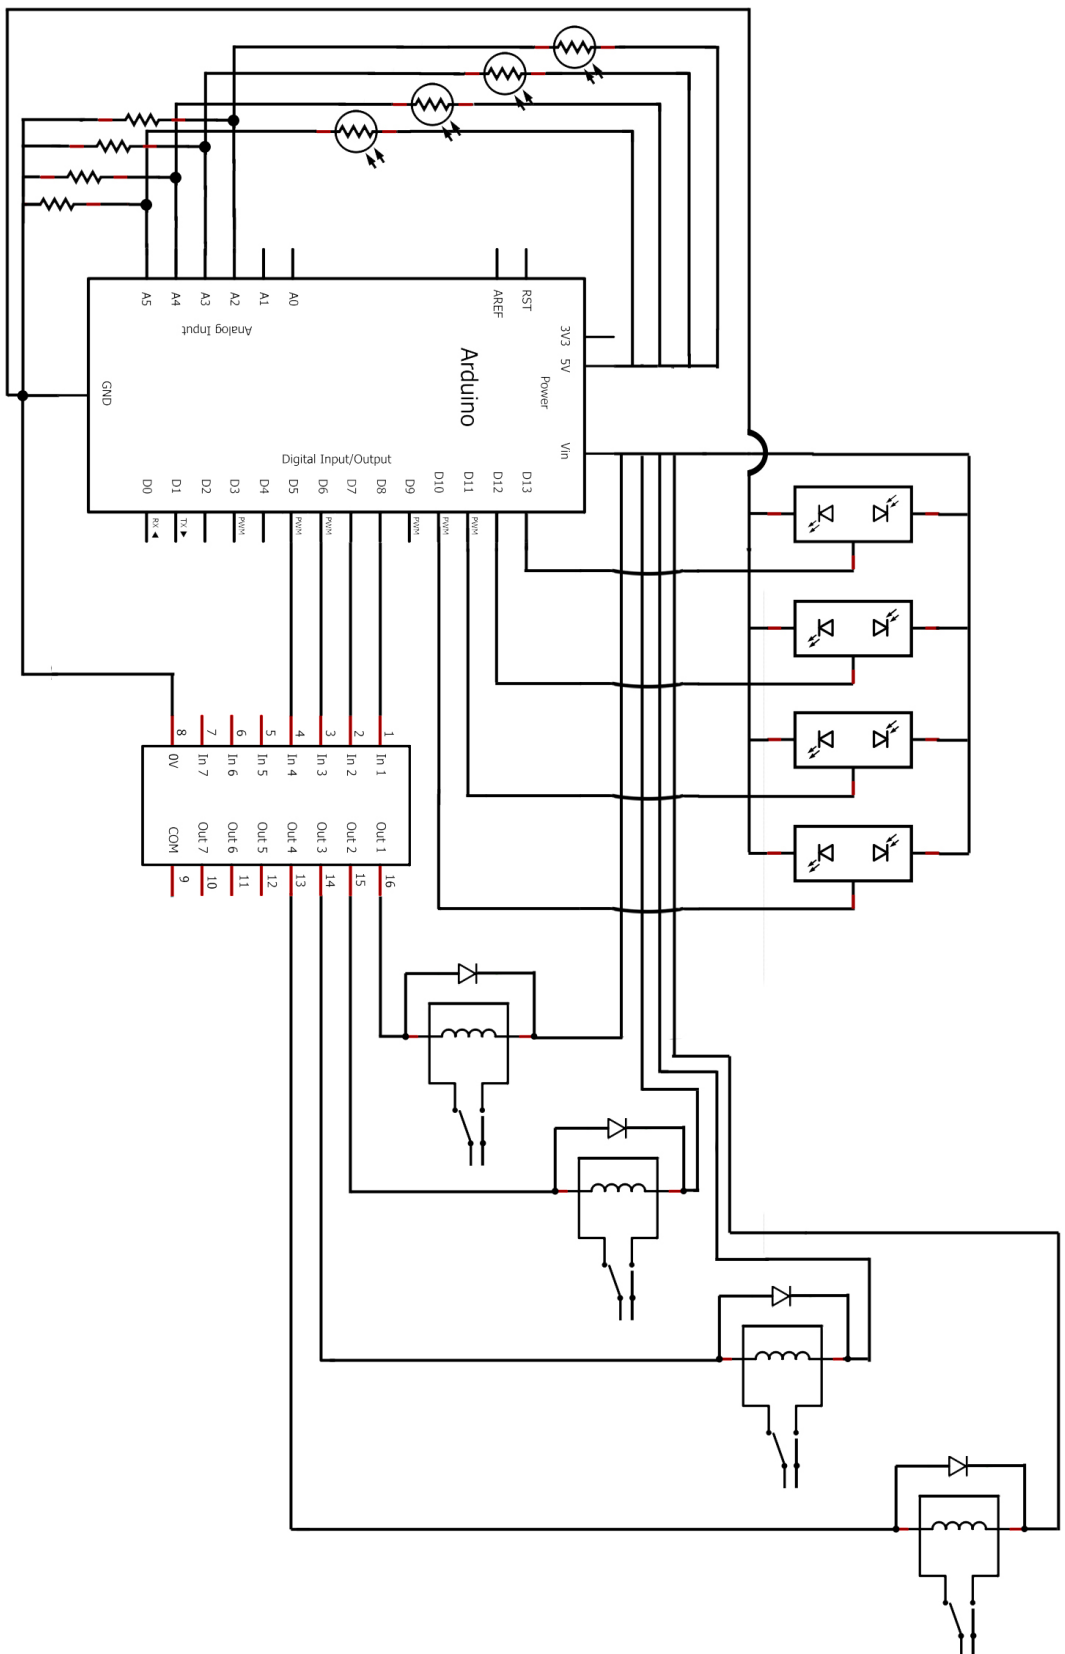 A5
A4
A3
A2
A1
A0
AREF
RST
Analog Input
3V3
5V
Power
Vin
Arduino
GND
Digital Input/Output
D0
D1
D2
D3
D4
D5
D6
D7
D8
D9
D10
D11
D12
D13
RX ◀
TX ▶
PWM
PWM
PWM
PWM
PWM
PWM
8
7
6
5
4
3
2
1
0V
In 7
In 6
In 5
In 4
In 3
In 2
In 1
COM
Out 7
Out 6
Out 5
Out 4
Out 3
Out 2
Out 1
9
10
11
12
13
14
15
16